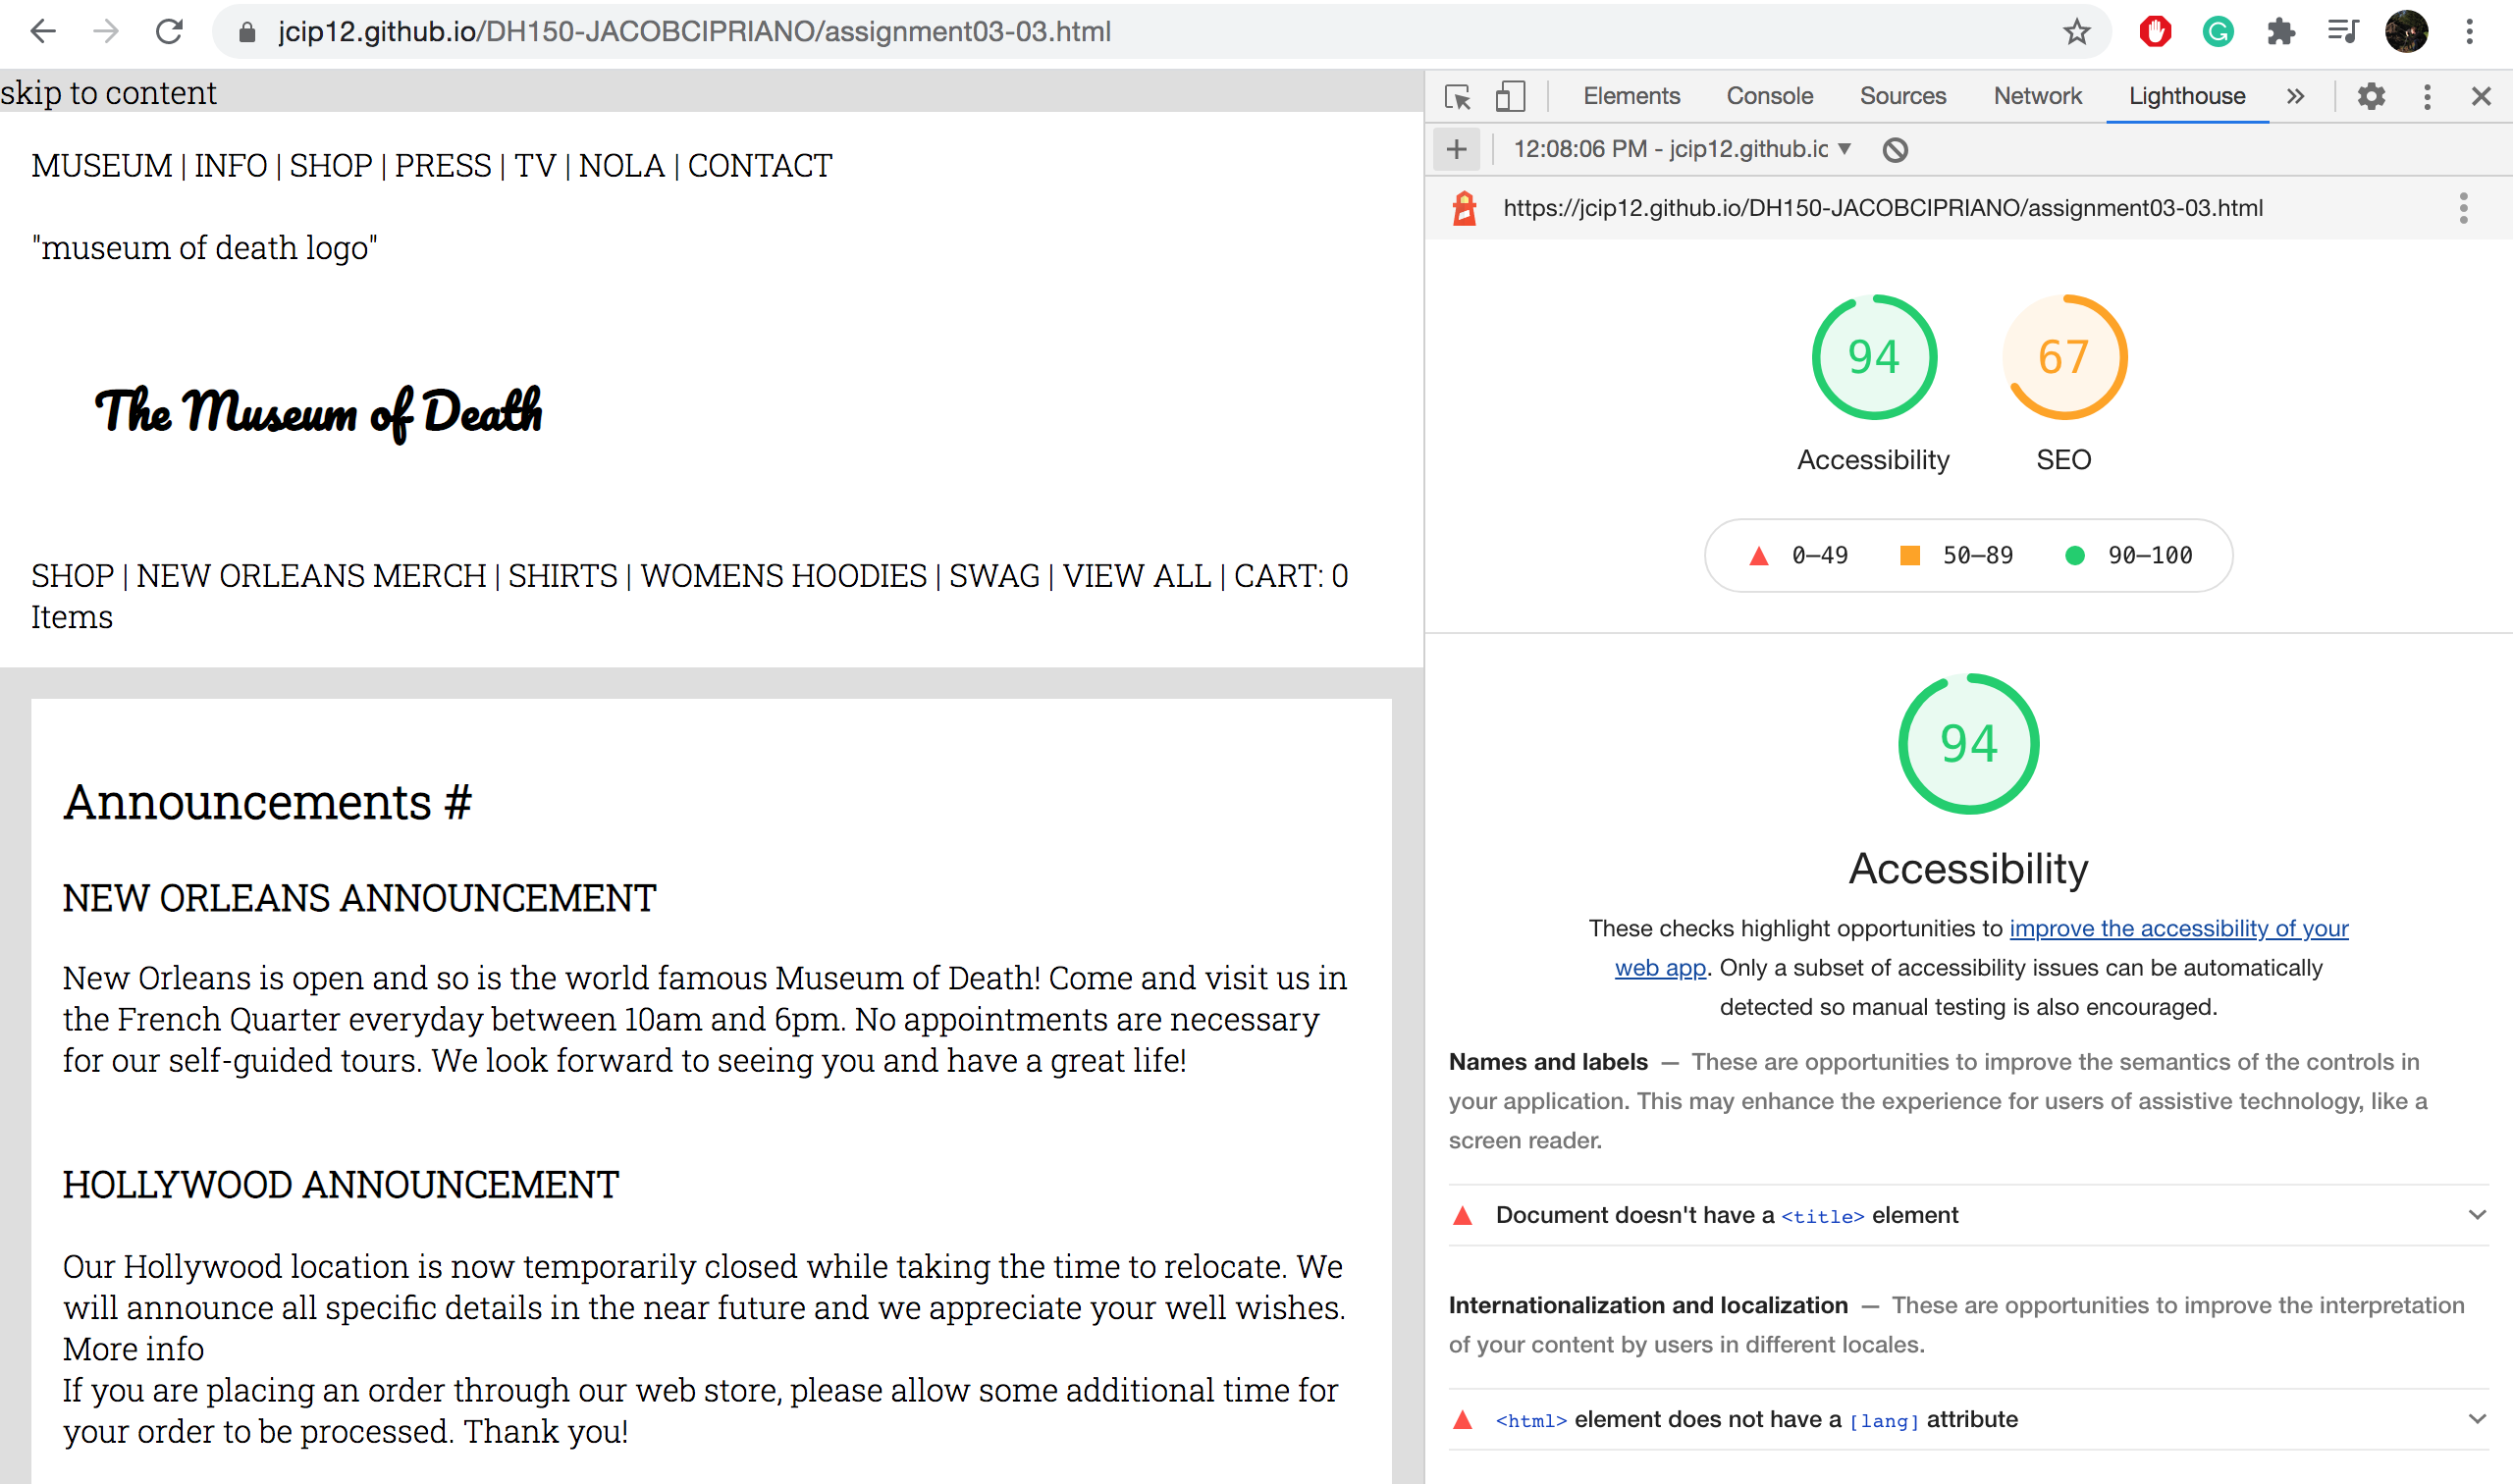 jcip12.github.io/DH150-JACOBCIPRIANO/assignment03-03.html
skip to content
MUSEUM | INFO | SHOP | PRESS | TV | NOLA | CONTACT
"museum of death logo"
The Museum of Death
SHOP | NEW ORLEANS MERCH | SHIRTS | WOMENS HOODIES | SWAG | VIEW ALL | CART: 0
Items
Announcements #
NEW ORLEANS ANNOUNCEMENT
New Orleans is open and so is the world famous Museum of Death! Come and visit us in
the French Quarter everyday between 10am and 6pm. No appointments are necessary
for our self-guided tours. We look forward to seeing you and have a great life!
HOLLYWOOD ANNOUNCEMENT
Our Hollywood location is now temporarily closed while taking the time to relocate. We
will announce all specific details in the near future and we appreciate your well wishes.
More info
If you are placing an order through our web store, please allow some additional time for
your order to be processed. Thank you!
Elements Console Sources Network Lighthouse »
12:08:06 PM - jcip12.github.ic
https://jcip12.github.io/DH150-JACOBCIPRIANO/assignment03-03.html
94 67
Accessibility SEO
0–49 50–89 90–100
94
Accessibility
These checks highlight opportunities to improve the accessibility of your
web app. Only a subset of accessibility issues can be automatically
detected so manual testing is also encouraged.
Names and labels — These are opportunities to improve the semantics of the controls in
your application. This may enhance the experience for users of assistive technology, like a
screen reader.
Document doesn't have a <title> element
Internationalization and localization — These are opportunities to improve the interpretation
of your content by users in different locales.
<html> element does not have a [lang] attribute